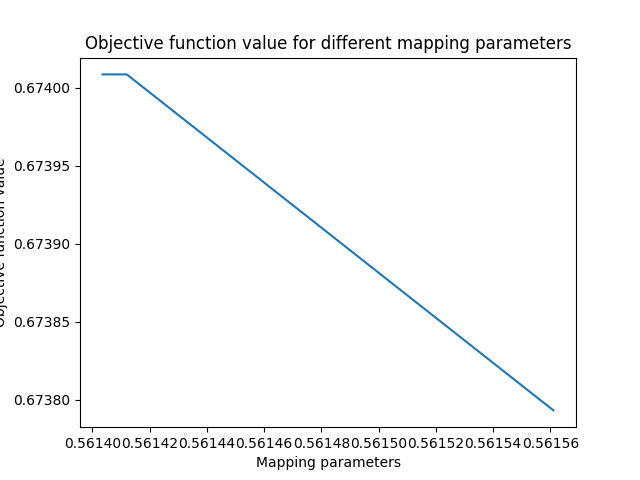 Objective function value for different mapping parameters
0.67400
0.67395
0.67390
0.67385
0.67380
Objective function value
0.56140 0.56142 0.56144 0.56146 0.56148 0.56150 0.56152 0.56154 0.56156
Mapping parameters